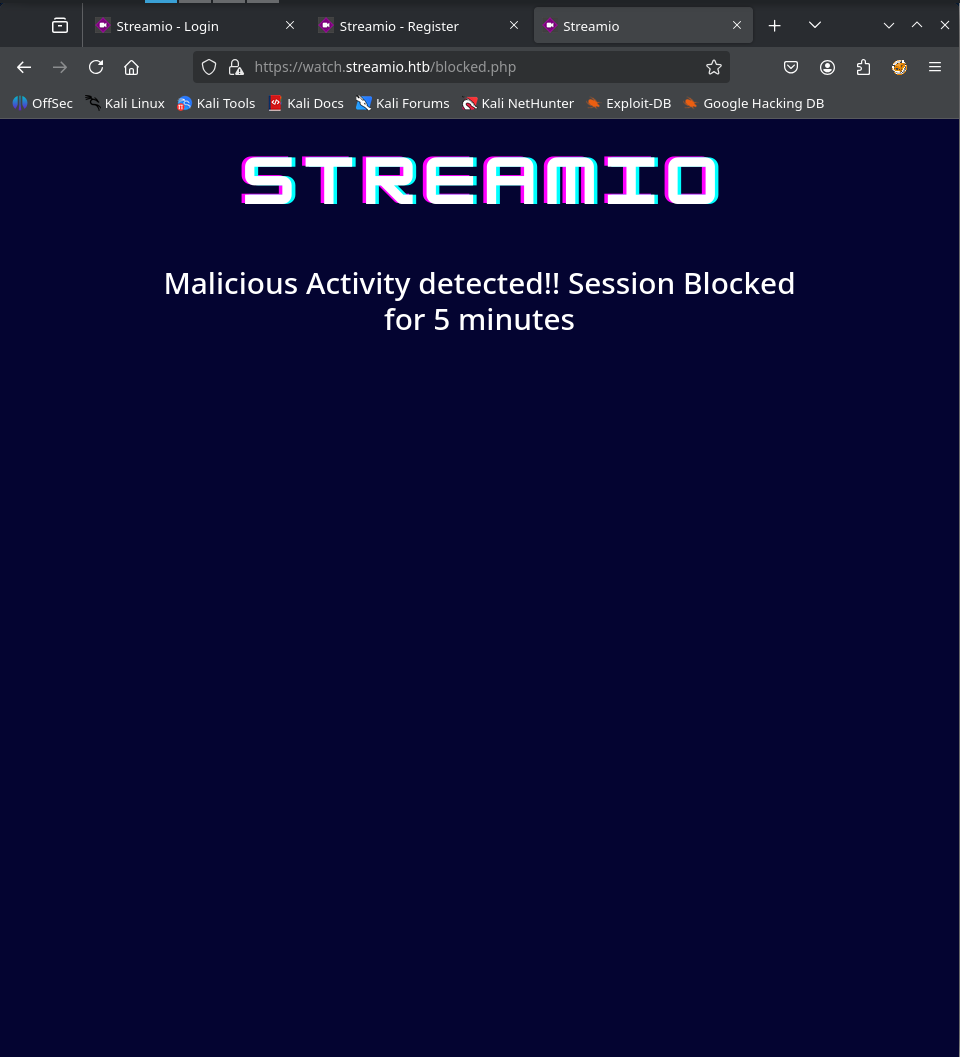 Streamio - Login
Streamio - Register
Streamio
https://watch.streamio.htb/blocked.php
OffSec
Kali Linux
Kali Tools
Kali Docs
Kali Forums
Kali NetHunter
Exploit-DB
Google Hacking DB
STREAMIO
Malicious Activity detected!! Session Blocked
for 5 minutes